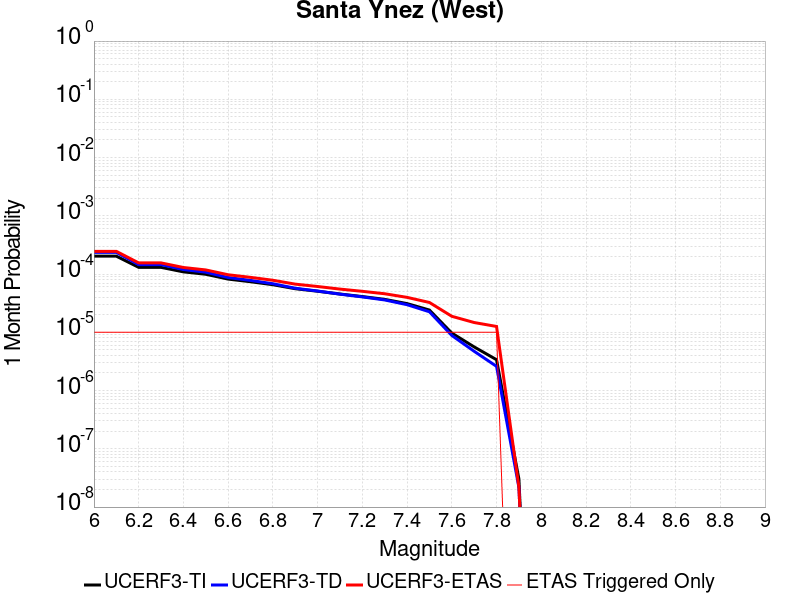 Santa Ynez (West)
1 Month Probability
10^0
10^-1
10^-2
10^-3
10^-4
10^-5
10^-6
10^-7
10^-8
6 6.2 6.4 6.6 6.8 7 7.2 7.4 7.6 7.8 8 8.2 8.4 8.6 8.8 9
Magnitude
UCERF3-TI UCERF3-TD UCERF3-ETAS ETAS Triggered Only